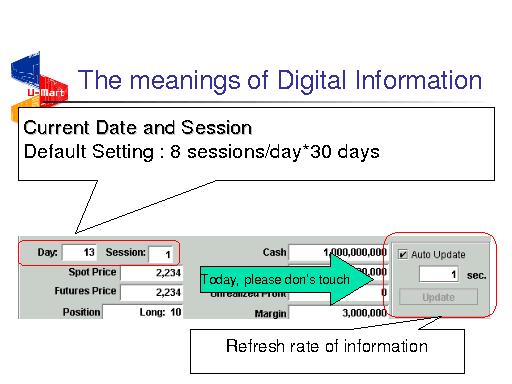 The meanings of Digital Information
U-Mart
Current Date and Session
Default Setting : 8 sessions/day*30 days
Day: 13 Session: 1
Cash 1,000,000,000
Auto Update
Spot Price 2,234
Today, please don's touch
1 sec.
Futures Price 2,234
Unrealized Profit 0
Update
Position Long: 10
Margin 3,000,000
Refresh rate of information